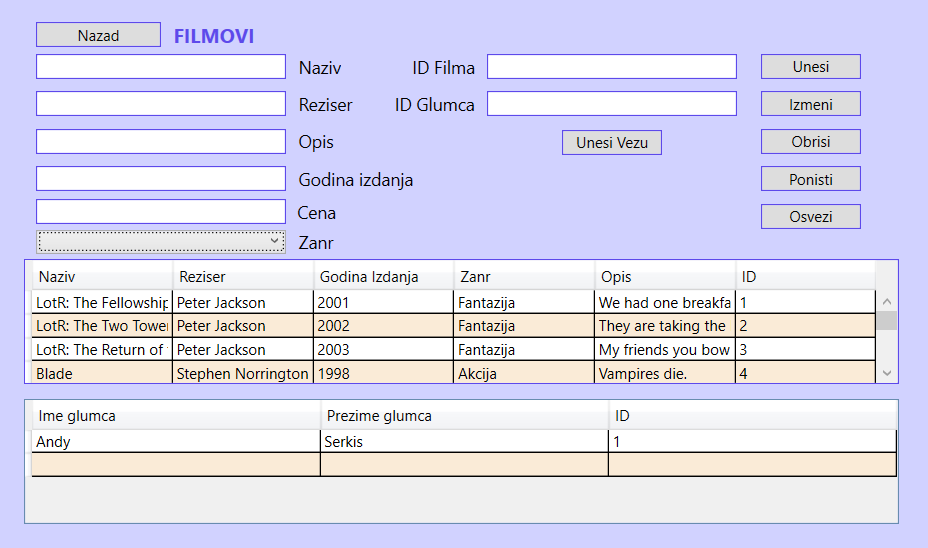 Nazad FILMOVI
Naziv ID Filma Unesi
Reziser ID Glumca Izmeni
Opis Unesi Vezu Obrisi
Godina izdanja Ponisti
Cena Osvezi
Zanr
Naziv Reziser Godina Izdanja Zanr Opis ID
LotR: The Fellowship Peter Jackson 2001 Fantazija We had one breakfa 1
LotR: The Two Tower Peter Jackson 2002 Fantazija They are taking the 2
LotR: The Return of Peter Jackson 2003 Fantazija My friends you bow 3
Blade Stephen Norrington 1998 Akcija Vampires die. 4
Ime glumca Prezime glumca ID
Andy Serkis 1